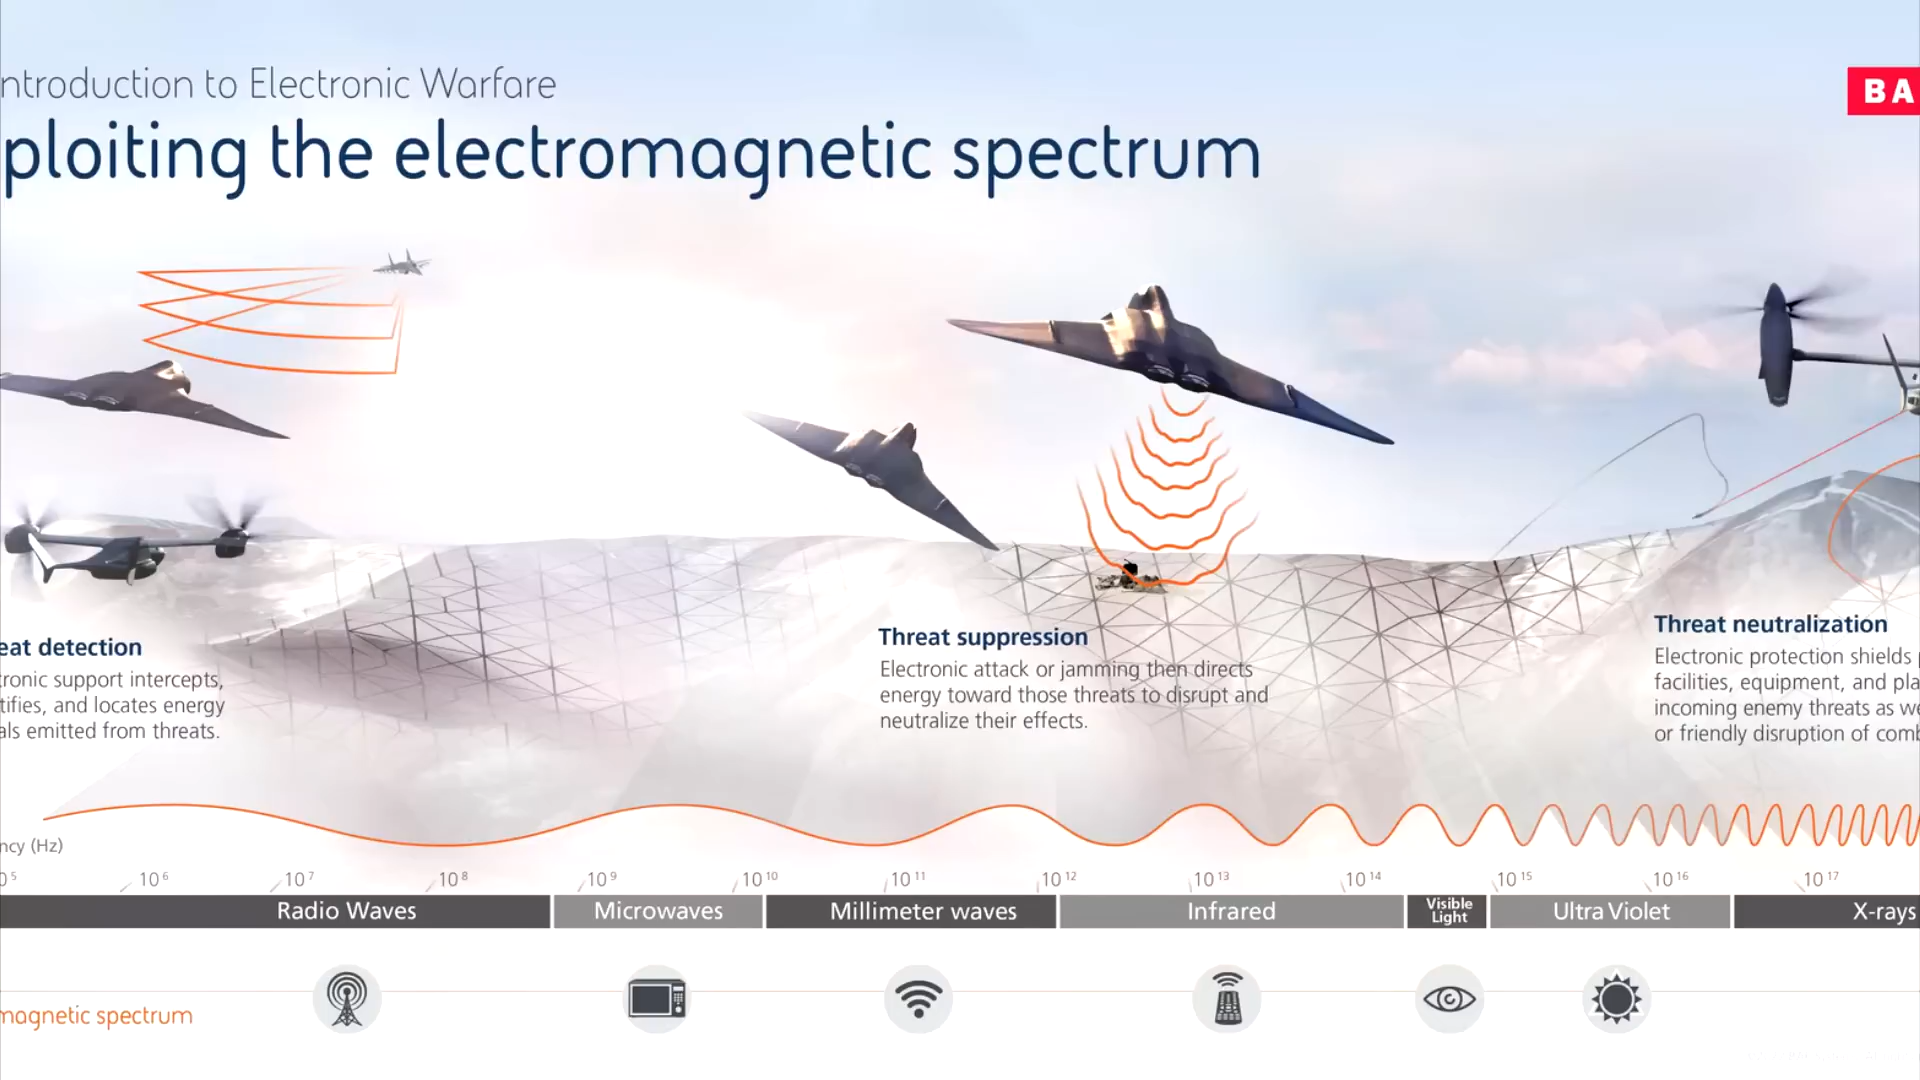 ntroduction to Electronic Warfare
ploiting the electromagnetic spectrum
BA
eat detection
tronic support intercepts,
tifies, and locates energy
als emitted from threats.
Threat suppression
Electronic attack or jamming then directs
energy toward those threats to disrupt and
neutralize their effects.
Threat neutralization
Electronic protection shields p
facilities, equipment, and pla
incoming enemy threats as we
or friendly disruption of comb
ncy (Hz)
0⁵ 10⁶ 10⁷ 10⁸ 10⁹ 10¹⁰ 10¹¹ 10¹² 10¹³ 10¹⁴ 10¹⁵ 10¹⁶ 10¹⁷
Radio Waves Microwaves Millimeter waves Infrared Visible Light Ultra Violet X-rays
magnetic spectrum